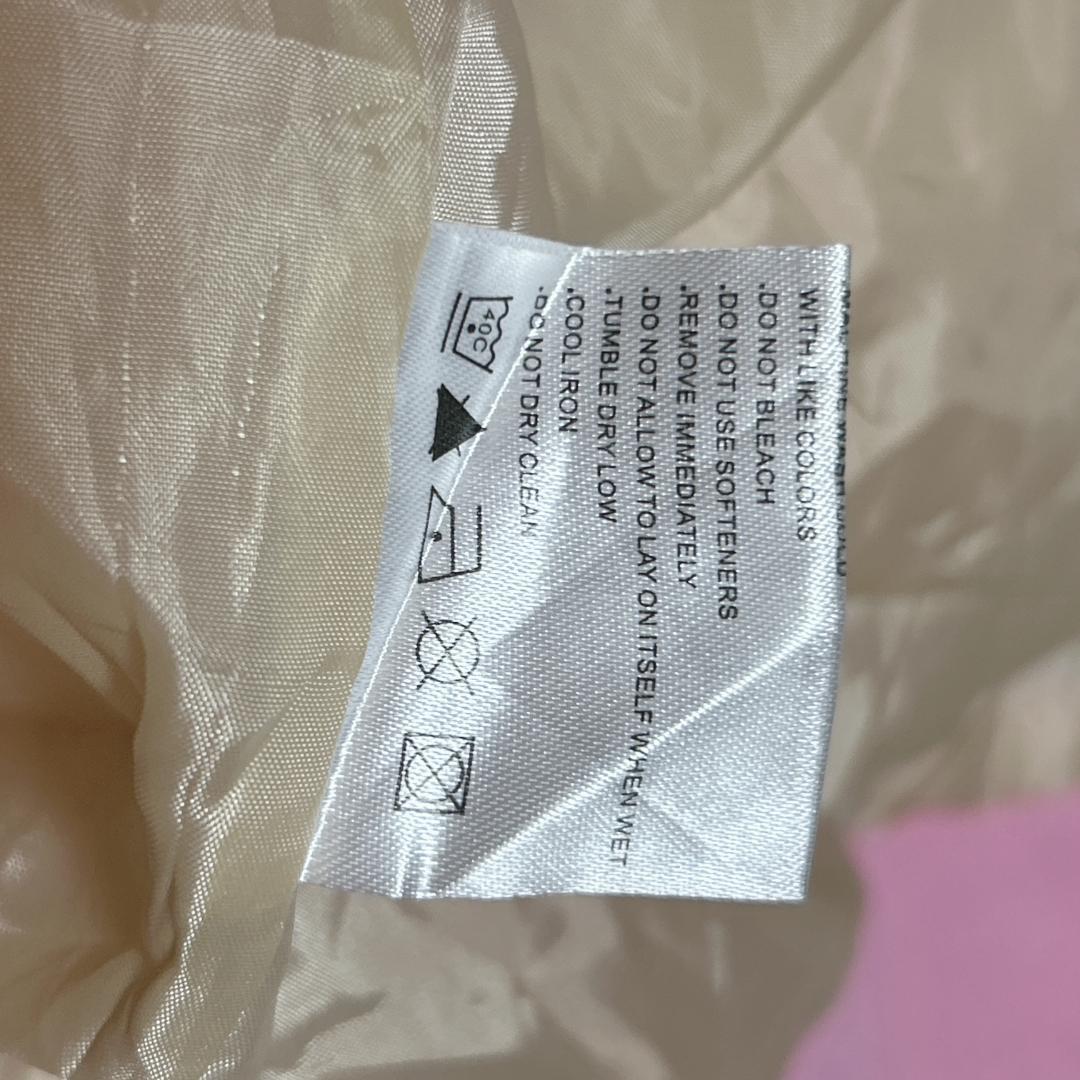 WITH LIKE COLORS
.DO NOT BLEACH
.DO NOT USE SOFTENERS
.REMOVE IMMEDIATELY
.DO NOT ALLOW TO LAY ON ITSELF WHEN WET
.TUMBLE DRY LOW
.COOL IRON
.DO NOT DRY CLEAN
40C